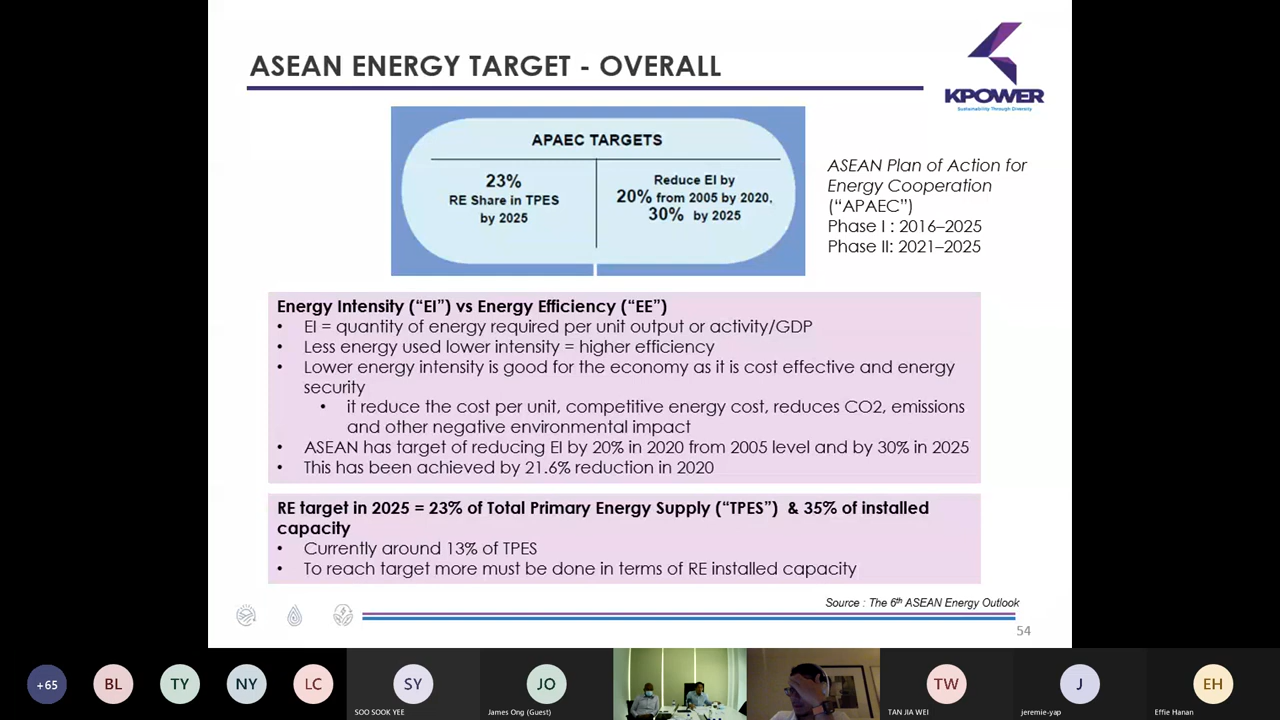 ASEAN ENERGY TARGET - OVERALL
KPOWER
Sustainability Through Diversity
APAEC TARGETS
23%
RE Share in TPES
by 2025
Reduce EI by
20% from 2005 by 2020,
30% by 2025
ASEAN Plan of Action for
Energy Cooperation
(“APAEC”)
Phase I : 2016–2025
Phase II: 2021–2025
Energy Intensity (“EI”) vs Energy Efficiency (“EE”)
• EI = quantity of energy required per unit output or activity/GDP
• Less energy used lower intensity = higher efficiency
• Lower energy intensity is good for the economy as it is cost effective and energy
security
• it reduce the cost per unit, competitive energy cost, reduces CO2, emissions
and other negative environmental impact
• ASEAN has target of reducing EI by 20% in 2020 from 2005 level and by 30% in 2025
• This has been achieved by 21.6% reduction in 2020
RE target in 2025 = 23% of Total Primary Energy Supply (“TPES”) & 35% of installed
capacity
• Currently around 13% of TPES
• To reach target more must be done in terms of RE installed capacity
Source : The 6th ASEAN Energy Outlook
54
+65
BL
TY
NY
LC
SY
SOO SOOK YEE
JO
James Ong (Guest)
TW
TAN JIA WEI
J
jeremie-yap
EH
Effie Hanan